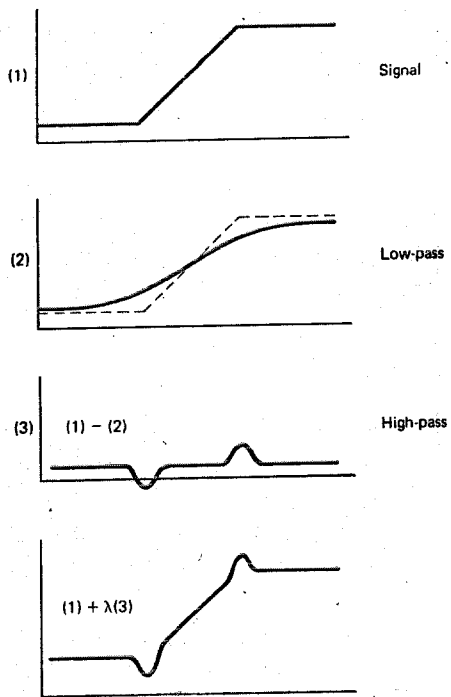 (1)
Signal
(2)
Low-pass
(3)
(1) − (2)
High-pass
(1) + λ(3)